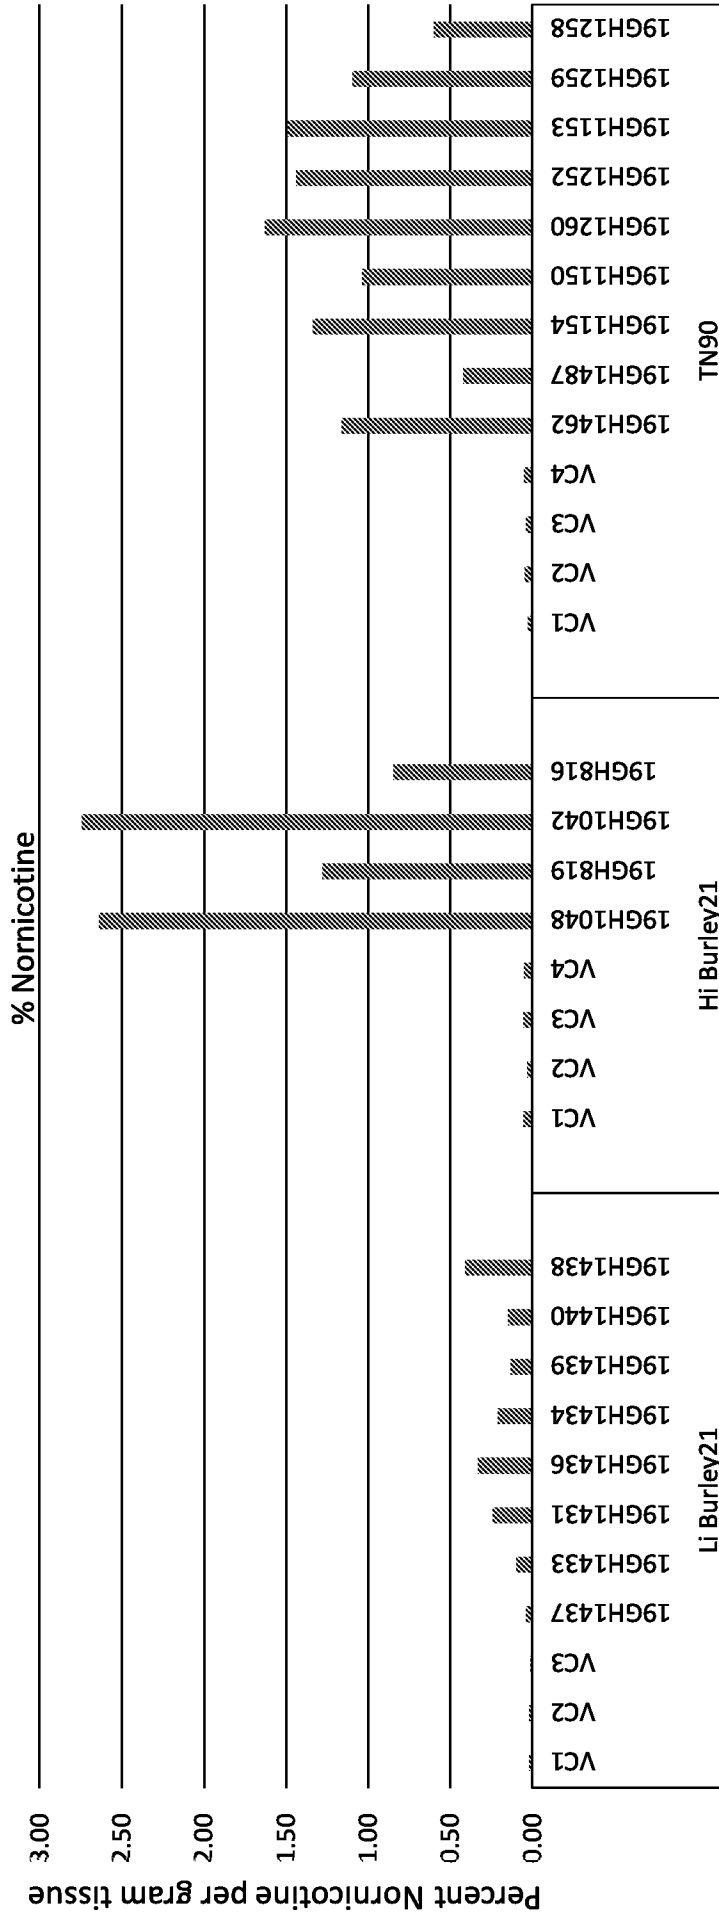 % Nornicotine
Percent Nornicotine per gram tissue
3.00
2.50
2.00
1.50
1.00
0.50
0.00
VC1
VC2
VC3
19GH1437
19GH1433
19GH1431
19GH1436
19GH1434
19GH1439
19GH1440
19GH1438
Li Burley21
VC1
VC2
VC3
VC4
19GH1048
19GH819
19GH1042
19GH816
Hi Burley21
VC1
VC2
VC3
VC4
19GH1462
19GH1487
19GH1154
19GH1150
19GH1260
19GH1252
19GH1153
19GH1259
19GH1258
TN90